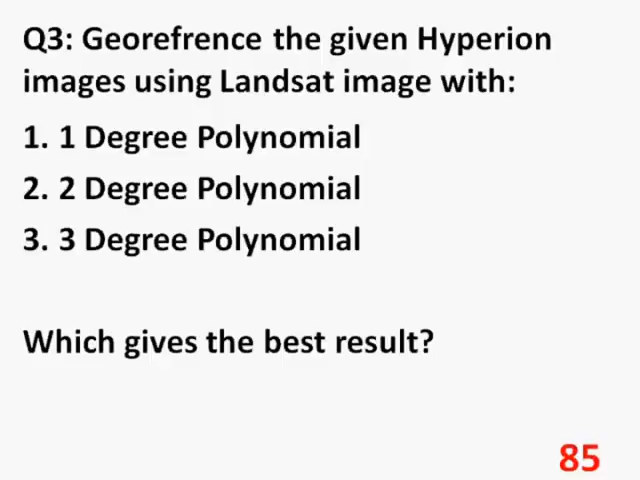 Q3: Georefrence the given Hyperion
images using Landsat image with:
1. 1 Degree Polynomial
2. 2 Degree Polynomial
3. 3 Degree Polynomial
Which gives the best result?
85